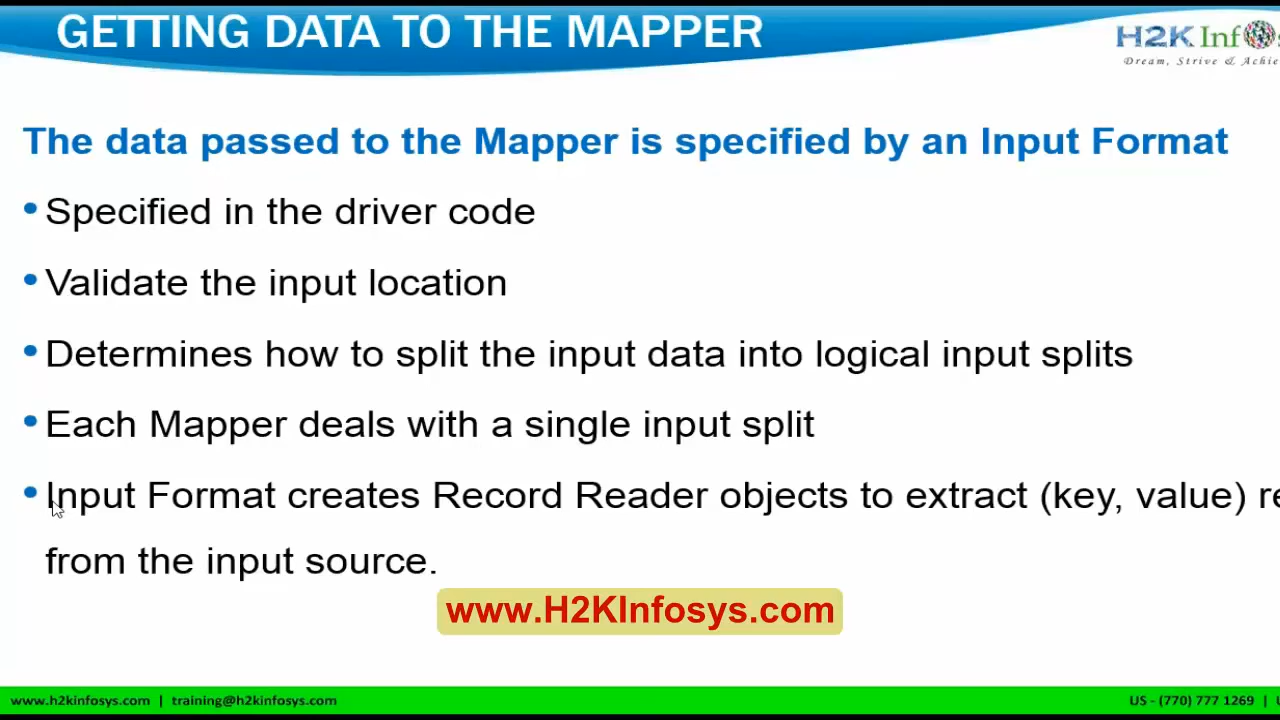 GETTING DATA TO THE MAPPER
H2K Inf
Dream, Strive &
The data passed to the Mapper is specified by an Input Format
• Specified in the driver code
• Validate the input location
• Determines how to split the input data into logical input splits
• Each Mapper deals with a single input split
• Input Format creates Record Reader objects to extract (key, value)
from the input source.
www.H2KInfosys.com
www.h2kinfosys.com | training@h2kinfosys.com
US - (770) 777 1269 |